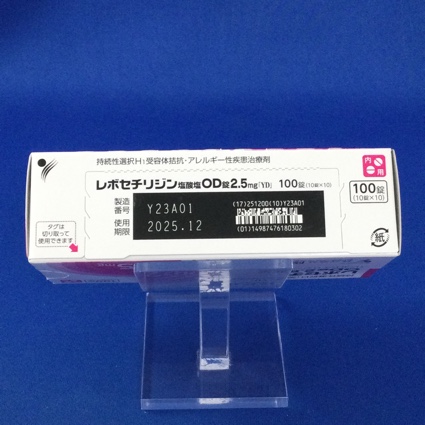 持続性選択H₁受容体拮抗・アレルギー性疾患治療剤
レボセチリジン塩酸塩OD錠2.5mg「YD」 100錠(10錠×10)
製造番号 Y23A01
(17)251200(10)Y23A01
使用期限 2025.12
(01)14987476180302
内用
100錠
(10錠×10)
タグは
切り取って
使用できます
紙